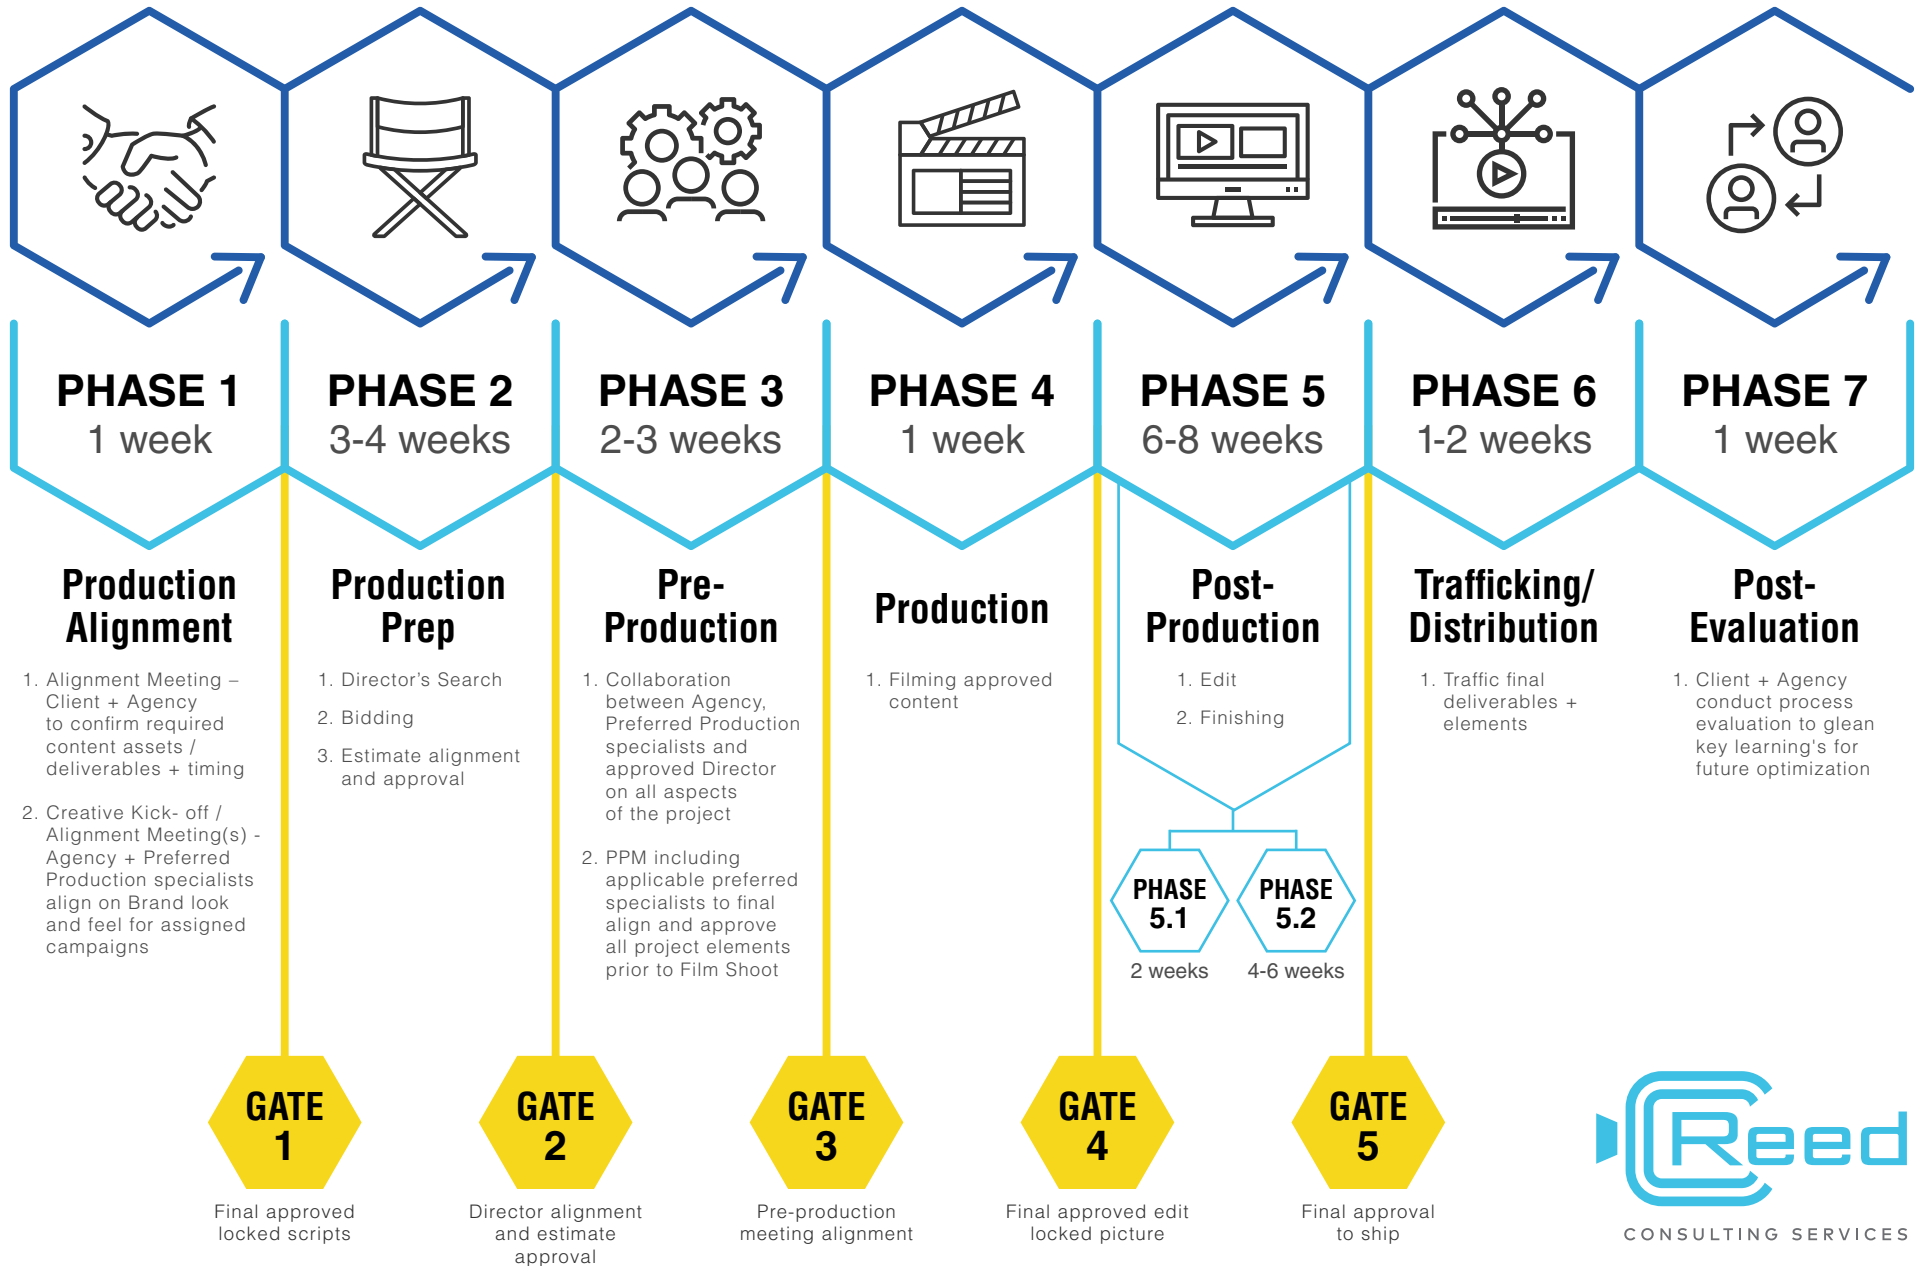 PHASE 1
1 week
PHASE 2
3-4 weeks
PHASE 3
2-3 weeks
PHASE 4
1 week
PHASE 5
6-8 weeks
PHASE 6
1-2 weeks
PHASE 7
1 week
Production
Alignment
1. Alignment Meeting –
Client + Agency
to confirm required
content assets /
deliverables + timing
2. Creative Kick- off /
Alignment Meeting(s) -
Agency + Preferred
Production specialists
align on Brand look
and feel for assigned
campaigns
Production
Prep
1. Director's Search
2. Bidding
3. Estimate alignment
and approval
Pre-
Production
1. Collaboration
between Agency,
Preferred Production
specialists and
approved Director
on all aspects
of the project
2. PPM including
applicable preferred
specialists to final
align and approve
all project elements
prior to Film Shoot
Production
1. Filming approved
content
Post-
Production
1. Edit
2. Finishing
PHASE
5.1
2 weeks
PHASE
5.2
4-6 weeks
Trafficking/
Distribution
1. Traffic final
deliverables +
elements
Post-
Evaluation
1. Client + Agency
conduct process
evaluation to glean
key learning's for
future optimization
GATE
1
Final approved
locked scripts
GATE
2
Director alignment
and estimate
approval
GATE
3
Pre-production
meeting alignment
GATE
4
Final approved edit
locked picture
GATE
5
Final approval
to ship
CC Reed
CONSULTING SERVICES